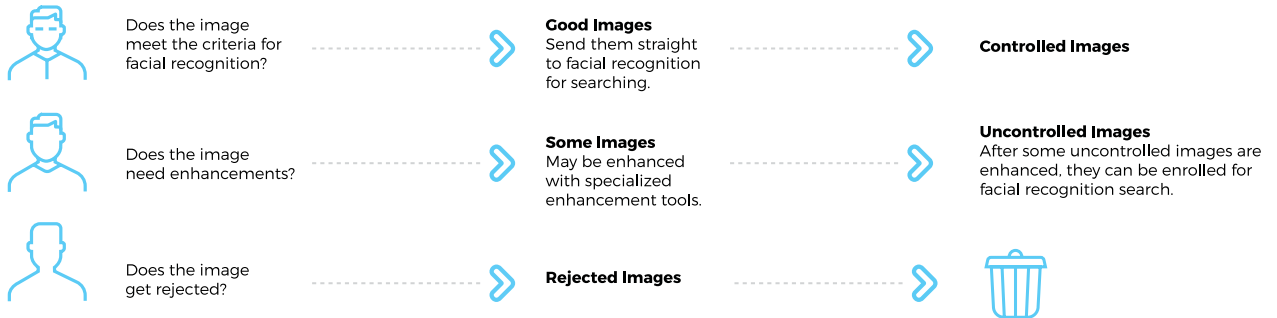 Does the image
meet the criteria for
facial recognition?
Good Images
Send them straight
to facial recognition
for searching.
Controlled Images
Does the image
need enhancements?
Some Images
May be enhanced
with specialized
enhancement tools.
Uncontrolled Images
After some uncontrolled images are
enhanced, they can be enrolled for
facial recognition search.
Does the image
get rejected?
Rejected Images